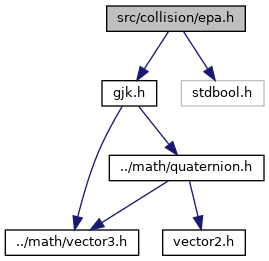 src/collision/epa.h
gjk.h
stdbool.h
../math/quaternion.h
../math/vector3.h
vector2.h